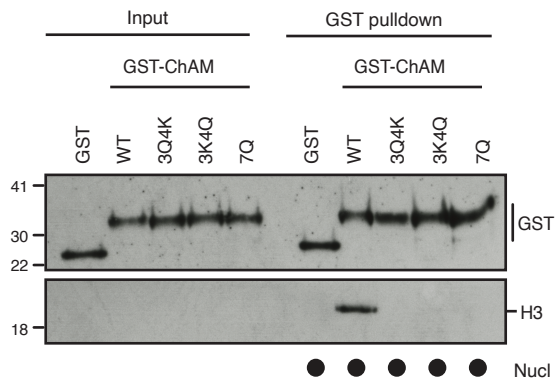 Input GST pulldown
GST-ChAM GST-ChAM
GST WT 3Q4K 3K4Q 7Q GST WT 3Q4K 3K4Q 7Q
41
30
22
GST
18
H3
Nucl